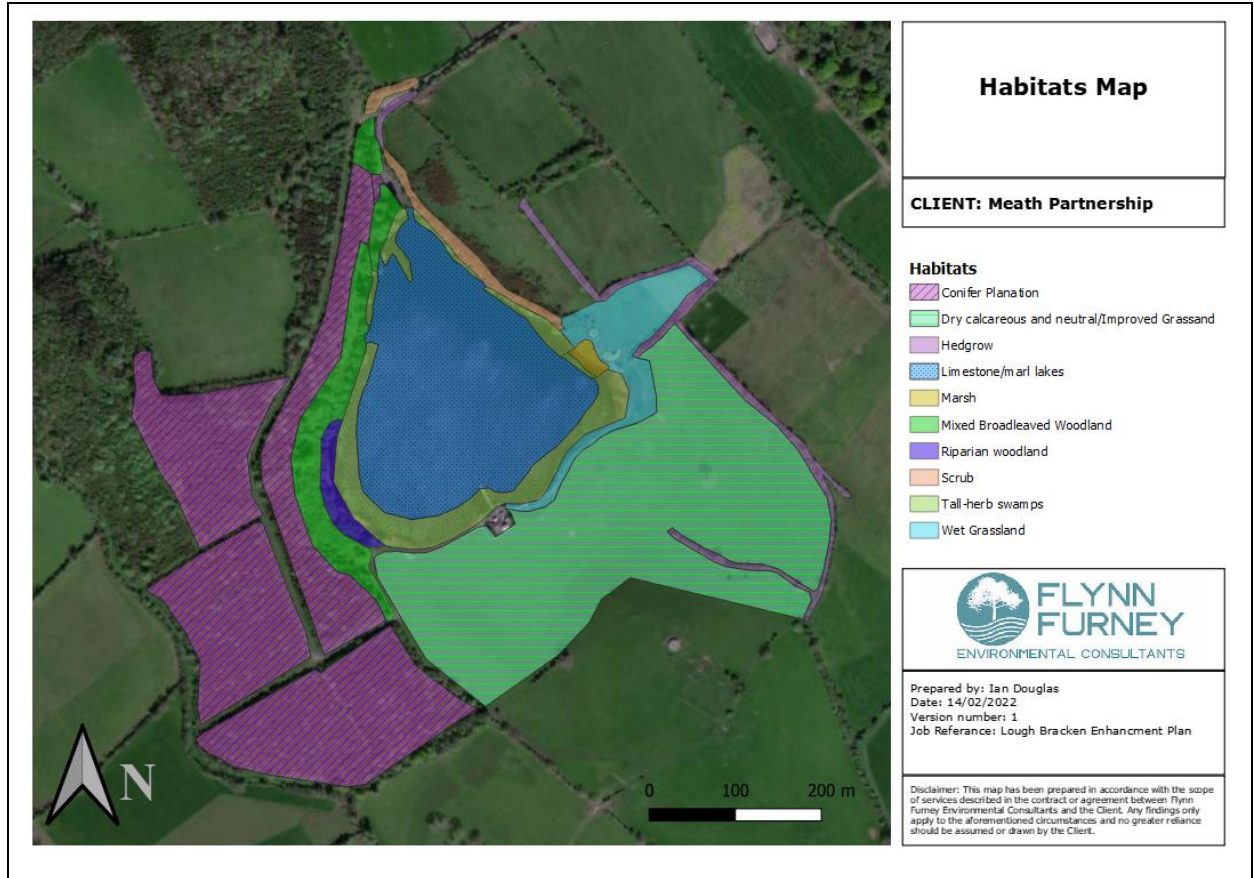 Habitats Map
CLIENT: Meath Partnership
Habitats
Conifer Planation
Dry calcareous and neutral/Improved Grassand
Hedgrow
Limestone/marl lakes
Marsh
Mixed Broadleaved Woodland
Riparian woodland
Scrub
Tall-herb swamps
Wet Grassland
FLYNN
FURNEY
ENVIRONMENTAL CONSULTANTS
Prepared by: Ian Douglas
Date: 14/02/2022
Version number: 1
Job Referance: Lough Bracken Enhancment Plan
Disclaimer: This map has been prepared in accordance with the scope
of services described in the contract or agreement between Flynn
Furney Environmental Consultants and the Client. Any findings only
apply to the aforementioned circumstances and no greater reliance
should be assumed or drawn by the Client.
N
0 100 200 m